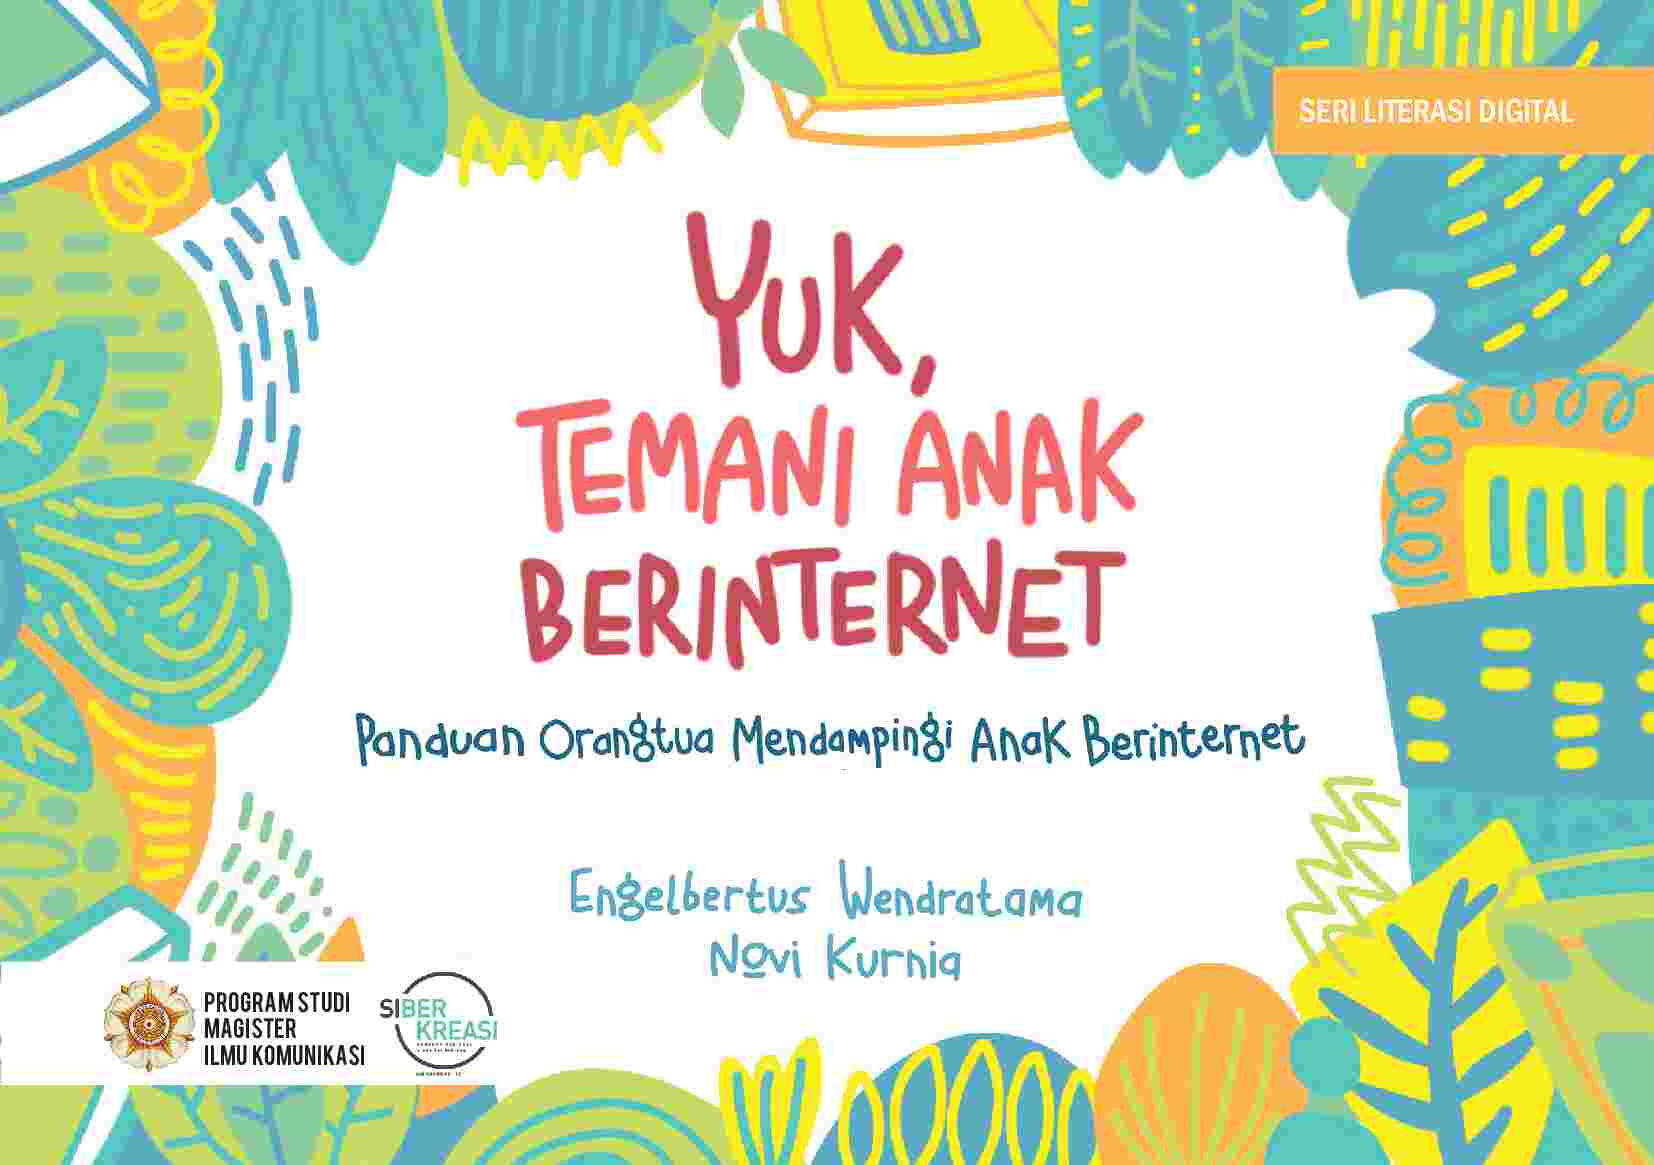 SERI LITERASI DIGITAL
YUK,
TEMANI ANAK
BERINTERNET
Panduan Orangtua Mendampingi Anak Berinternet
Engelbertus Wendratama
Novi Kurnia
PROGRAM STUDI
MAGISTER
ILMU KOMUNIKASI
SIBER
KREASI